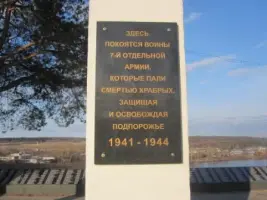 ЗДЕСЬ
ПОКОЯТСЯ ВОИНЫ
7-Й ОТДЕЛЬНОЙ
АРМИИ,
КОТОРЫЕ ПАЛИ
СМЕРТЬЮ ХРАБРЫХ,
ЗАЩИЩАЯ
И ОСВОБОЖДАЯ
ПОДПОРОЖЬЕ
1941 - 1944